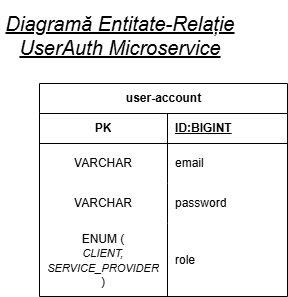 Diagramă Entitate-Relație
UserAuth Microservice
user-account
PK ID:BIGINT
VARCHAR email
VARCHAR password
ENUM (
CLIENT,
SERVICE_PROVIDER role
)